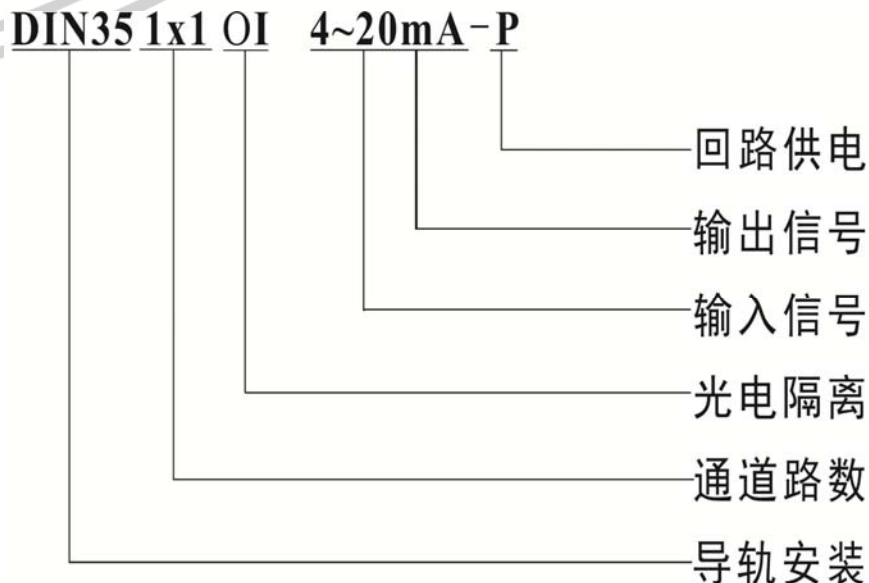 DIN35 1x1 OI 4~20mA-P
回路供电
输出信号
输入信号
光电隔离
通道路数
导轨安装